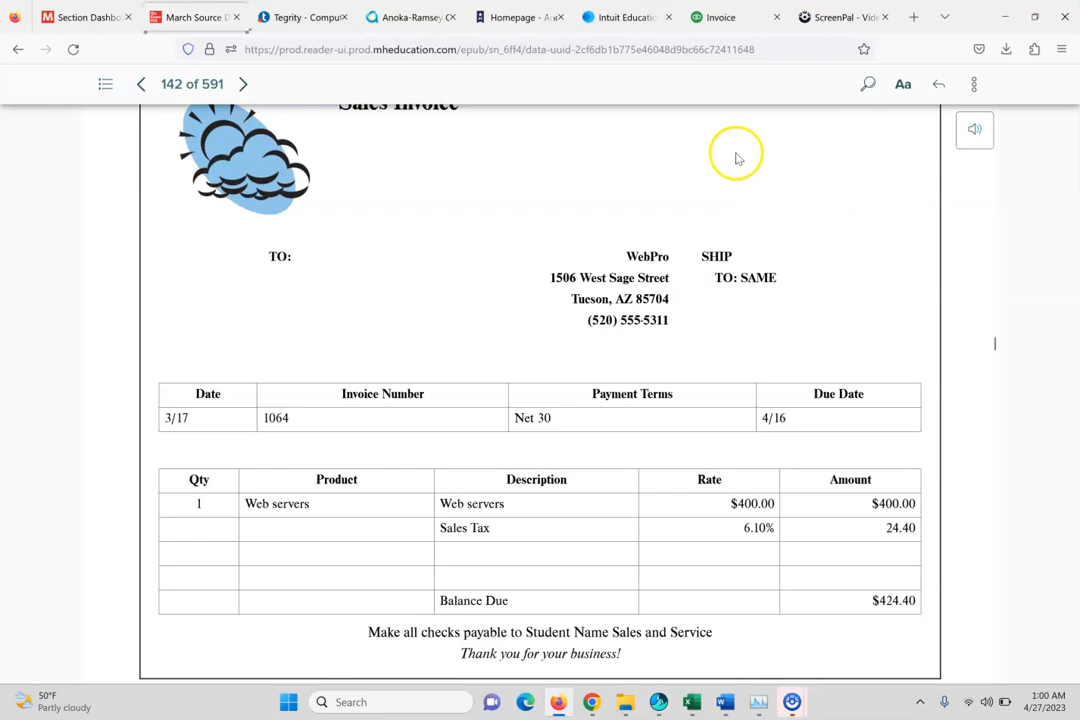 Section Dashbo
March Source D
Tegrity - Comput
Anoka-Ramsey C
Homepage - An
Intuit Educatio
Invoice
ScreenPal - Vide
https://prod.reader-ui.prod.mheducation.com/epub/sn_6ff4/data-uuid-2cf6db1b775e46048d9bc66c72411648
142 of 591
Aa
Sales Invoice
TO:
WebPro
1506 West Sage Street
Tucson, AZ 85704
(520) 555-5311
SHIP
TO: SAME
Date Invoice Number Payment Terms Due Date
3/17 1064 Net 30 4/16
Qty Product Description Rate Amount
1 Web servers Web servers $400.00 $400.00
Sales Tax 6.10% 24.40
Balance Due $424.40
Make all checks payable to Student Name Sales and Service
Thank you for your business!
50°F
Partly cloudy
Search
1:00 AM
4/27/2023